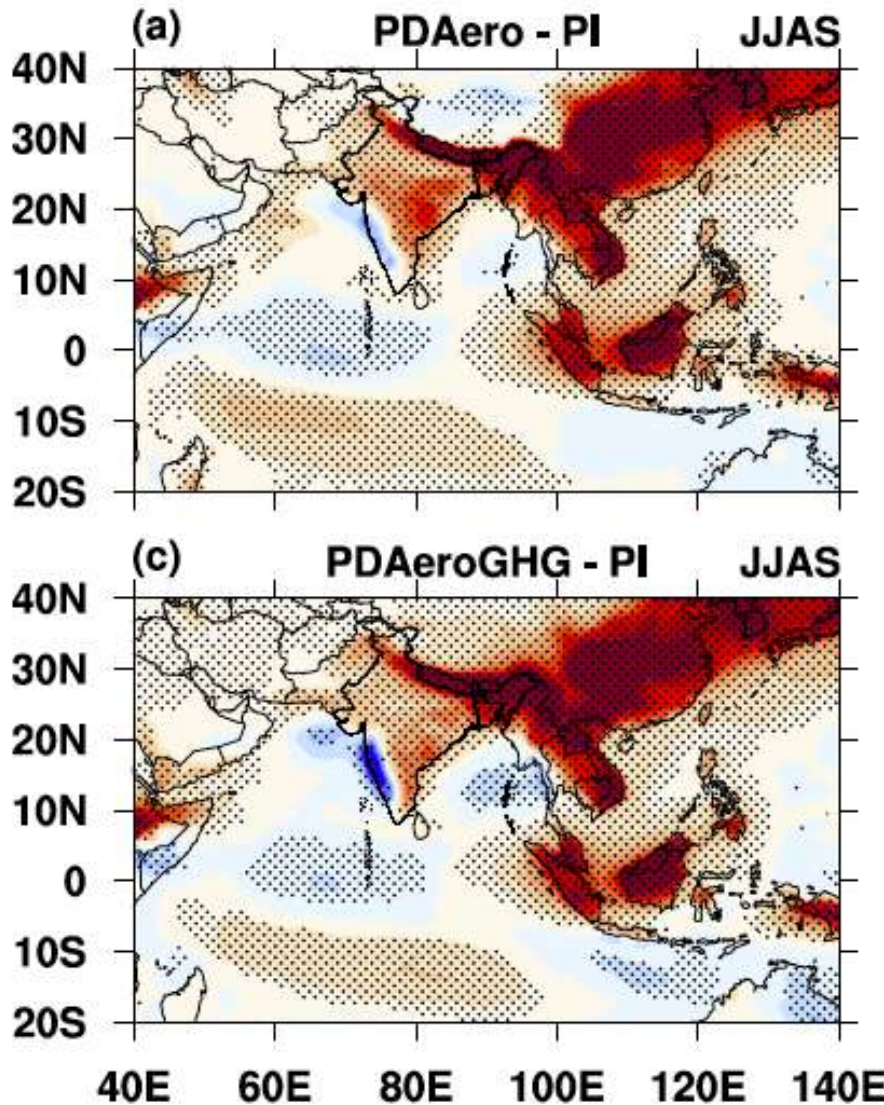 (a) PDAero - PI JJAS
40N
30N
20N
10N
0
10S
20S
(c) PDAeroGHG - PI JJAS
40N
30N
20N
10N
0
10S
20S
40E 60E 80E 100E 120E 140E